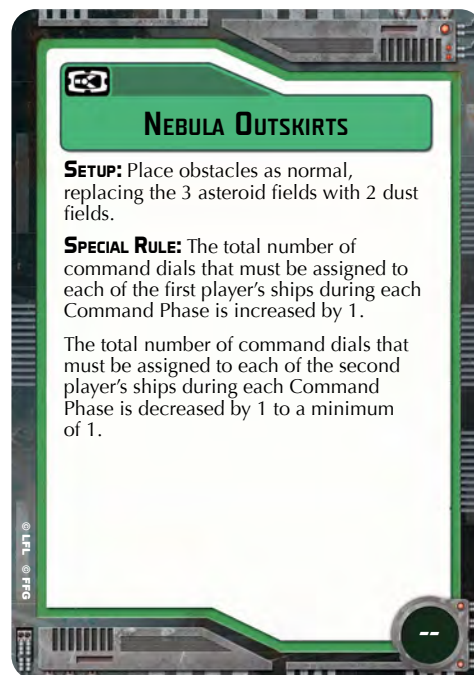 Nebula Outskirts
Setup: Place obstacles as normal,
replacing the 3 asteroid fields with 2 dust
fields.
Special Rule: The total number of
command dials that must be assigned to
each of the first player's ships during each
Command Phase is increased by 1.
The total number of command dials that
must be assigned to each of the second
player's ships during each Command
Phase is decreased by 1 to a minimum
of 1.
© LFL © FFG
--